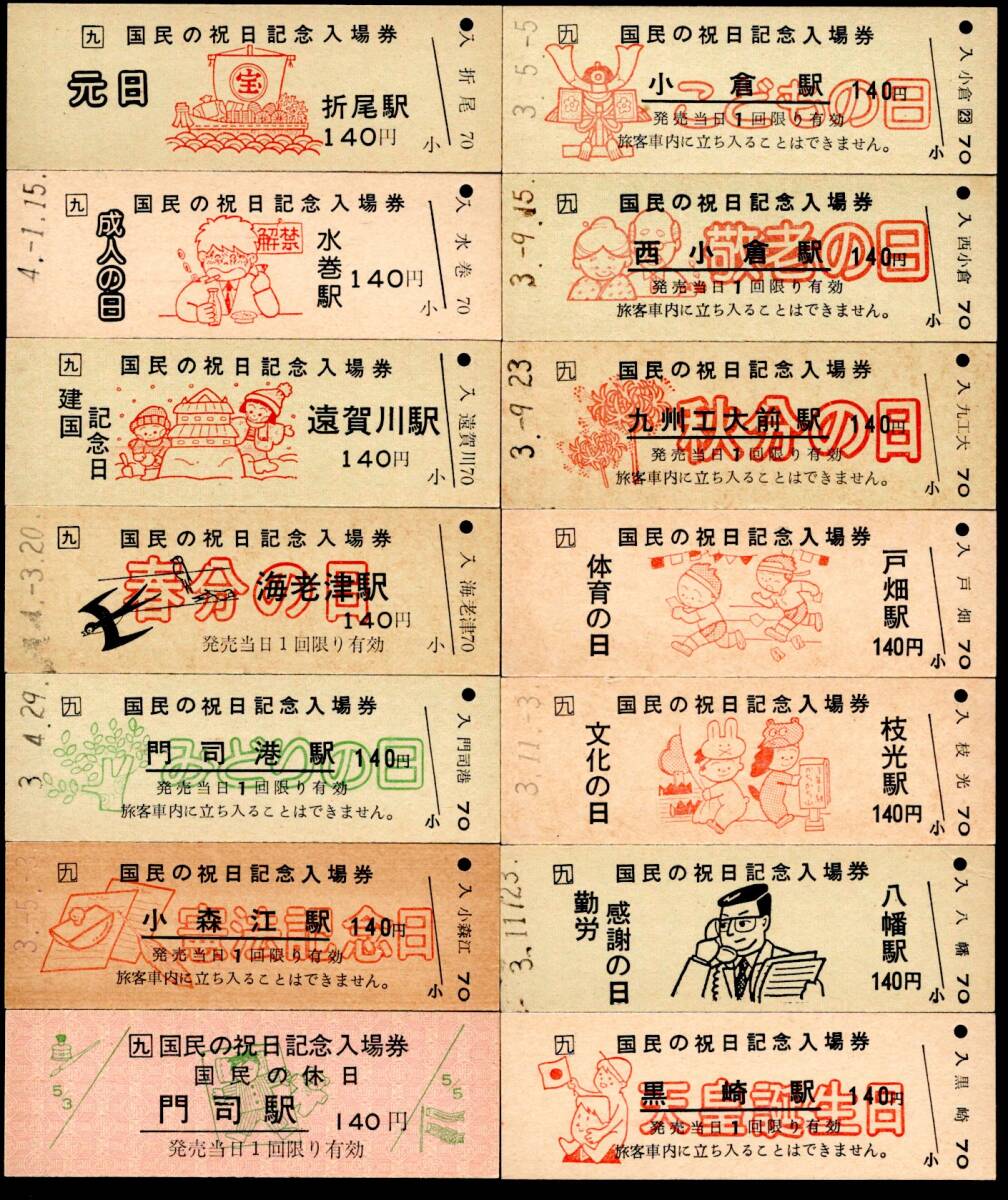 九 国民の祝日記念入場券
元日
宝
折尾駅
140円
小
入 折尾 70
4.-1.15.
九 国民の祝日記念入場券
成人の日
解禁
水巻駅
140円
小
入 水巻 70
九 国民の祝日記念入場券
建国
記念日
遠賀川駅
140円
小
入 遠賀川 70
4.-3.20.
九 国民の祝日記念入場券
春分の日
海老津駅
140円
発売当日1回限り有効
小
入 海老津 70
3. 4.29.
九 国民の祝日記念入場券
みどりの日
門司港駅 140円
発売当日1回限り有効
旅客車内に立ち入ることはできません。
小
入 門司港 70
3.-5.-3
九 国民の祝日記念入場券
憲法記念日
小森江駅 140円
発売当日1回限り有効
旅客車内に立ち入ることはできません。
小
入 小森江 70
5/3
九 国民の祝日記念入場券
国民の休日
門司駅 140円
発売当日1回限り有効
5/5
3.-5.-5
九 国民の祝日記念入場券
こどもの日
小倉駅 140円
発売当日1回限り有効
旅客車内に立ち入ることはできません。
小
入 小倉 23 70
3.-9.15.
九 国民の祝日記念入場券
敬老の日
西小倉駅 140円
発売当日1回限り有効
旅客車内に立ち入ることはできません。
小
入 西小倉 70
3.-9.23
九 国民の祝日記念入場券
秋分の日
九州工大前駅 140円
発売当日1回限り有効
旅客車内に立ち入ることはできません。
小
入 九工大 70
九 国民の祝日記念入場券
体育の日
戸畑駅
140円
小
入 戸畑 70
3.11.-3
九 国民の祝日記念入場券
文化の日
枝光駅
140円
小
入 枝光 70
3.11.23.
九 国民の祝日記念入場券
勤労
感謝の日
八幡駅
140円
小
入 八幡 70
九 国民の祝日記念入場券
天皇誕生日
黒崎駅 140円
発売当日1回限り有効
旅客車内に立ち入ることはできません。
小
入 黒崎 70